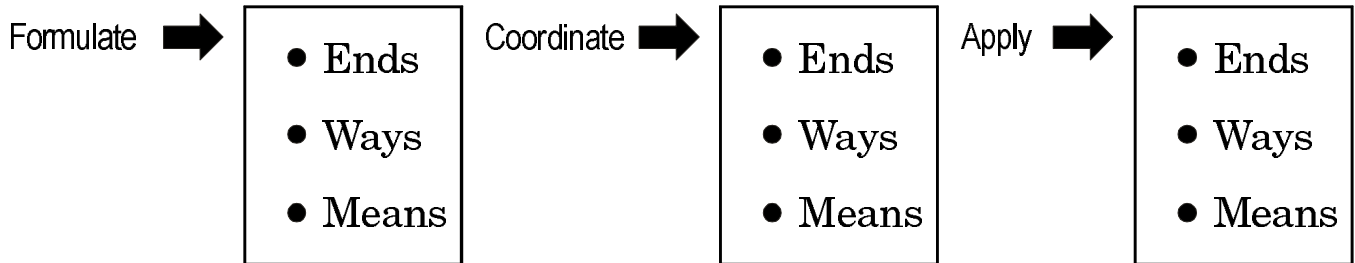 Formulate
• Ends
• Ways
• Means
Coordinate
• Ends
• Ways
• Means
Apply
• Ends
• Ways
• Means